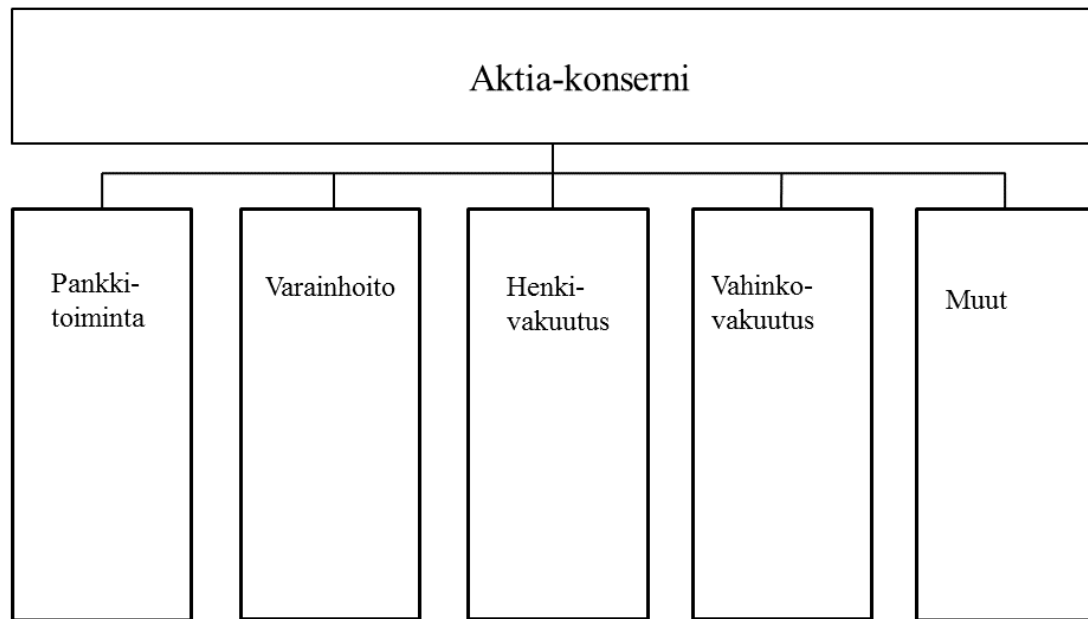 Aktia-konserni
Pankki-
toiminta
Varainhoito
Henki-
vakuutus
Vahinko-
vakuutus
Muut